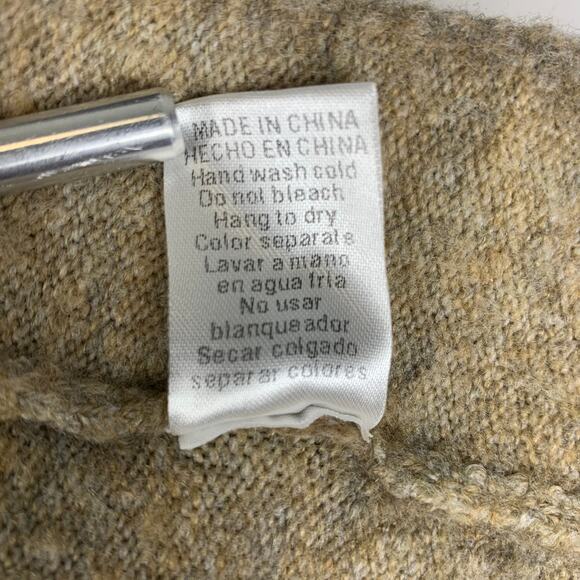 MADE IN CHINA
HECHO EN CHINA
Hand wash cold
Do not bleach
Hang to dry
Color separate
Lavar a mano
en agua fria
No usar
blanqueador
Secar colgado
separar colores